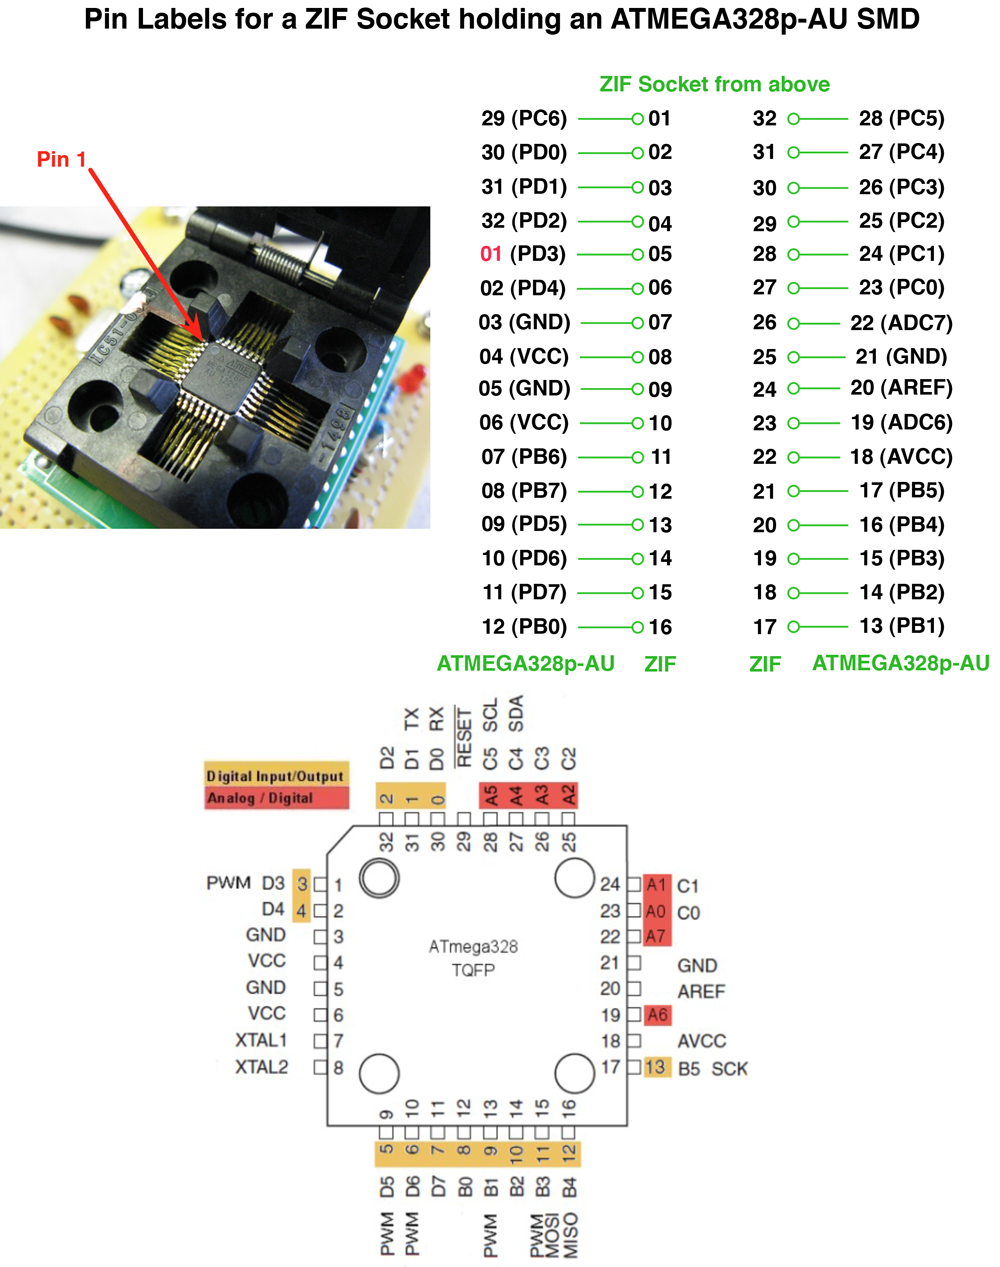 Pin Labels for a ZIF Socket holding an ATMEGA328p-AU SMD
Pin 1
ZIF Socket from above
29 (PC6) 01 32 28 (PC5)
30 (PD0) 02 31 27 (PC4)
31 (PD1) 03 30 26 (PC3)
32 (PD2) 04 29 25 (PC2)
01 (PD3) 05 28 24 (PC1)
02 (PD4) 06 27 23 (PC0)
03 (GND) 07 26 22 (ADC7)
04 (VCC) 08 25 21 (GND)
05 (GND) 09 24 20 (AREF)
06 (VCC) 10 23 19 (ADC6)
07 (PB6) 11 22 18 (AVCC)
08 (PB7) 12 21 17 (PB5)
09 (PD5) 13 20 16 (PB4)
10 (PD6) 14 19 15 (PB3)
11 (PD7) 15 18 14 (PB2)
12 (PB0) 16 17 13 (PB1)
ATMEGA328p-AU ZIF ZIF ATMEGA328p-AU
Digital Input/Output
Analog / Digital
D2
D1 TX
D0 RX
RESET
C5 SCL
C4 SDA
C3
C2
2 1 0 A5 A4 A3 A2
32 31 30 29 28 27 26 25
PWM D3 3 1
D4 4 2
GND 3
VCC 4
GND 5
VCC 6
XTAL1 7
XTAL2 8
ATmega328
TQFP
24 A1 C1
23 A0 C0
22 A7
21 GND
20 AREF
19 A6
18 AVCC
17 13 B5 SCK
9 10 11 12 13 14 15 16
5 6 7 8 9 10 11 12
PWM D5
PWM D6
D7
B0
PWM B1
B2
PWM MOSI B3
MISO B4